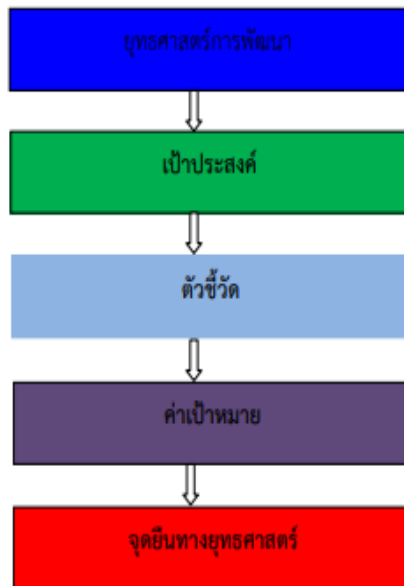 ยุทธศาสตร์การพัฒนา
เป้าประสงค์
ตัวชี้วัด
ค่าเป้าหมาย
จุดยืนทางยุทธศาสตร์